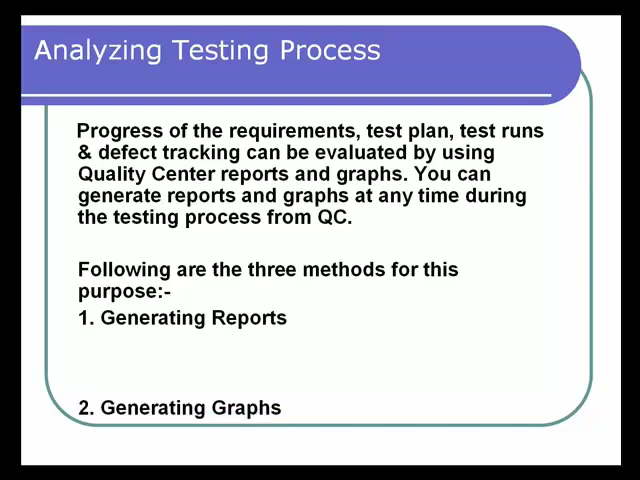 Analyzing Testing Process
Progress of the requirements, test plan, test runs
& defect tracking can be evaluated by using
Quality Center reports and graphs. You can
generate reports and graphs at any time during
the testing process from QC.
Following are the three methods for this
purpose:-
1. Generating Reports
2. Generating Graphs